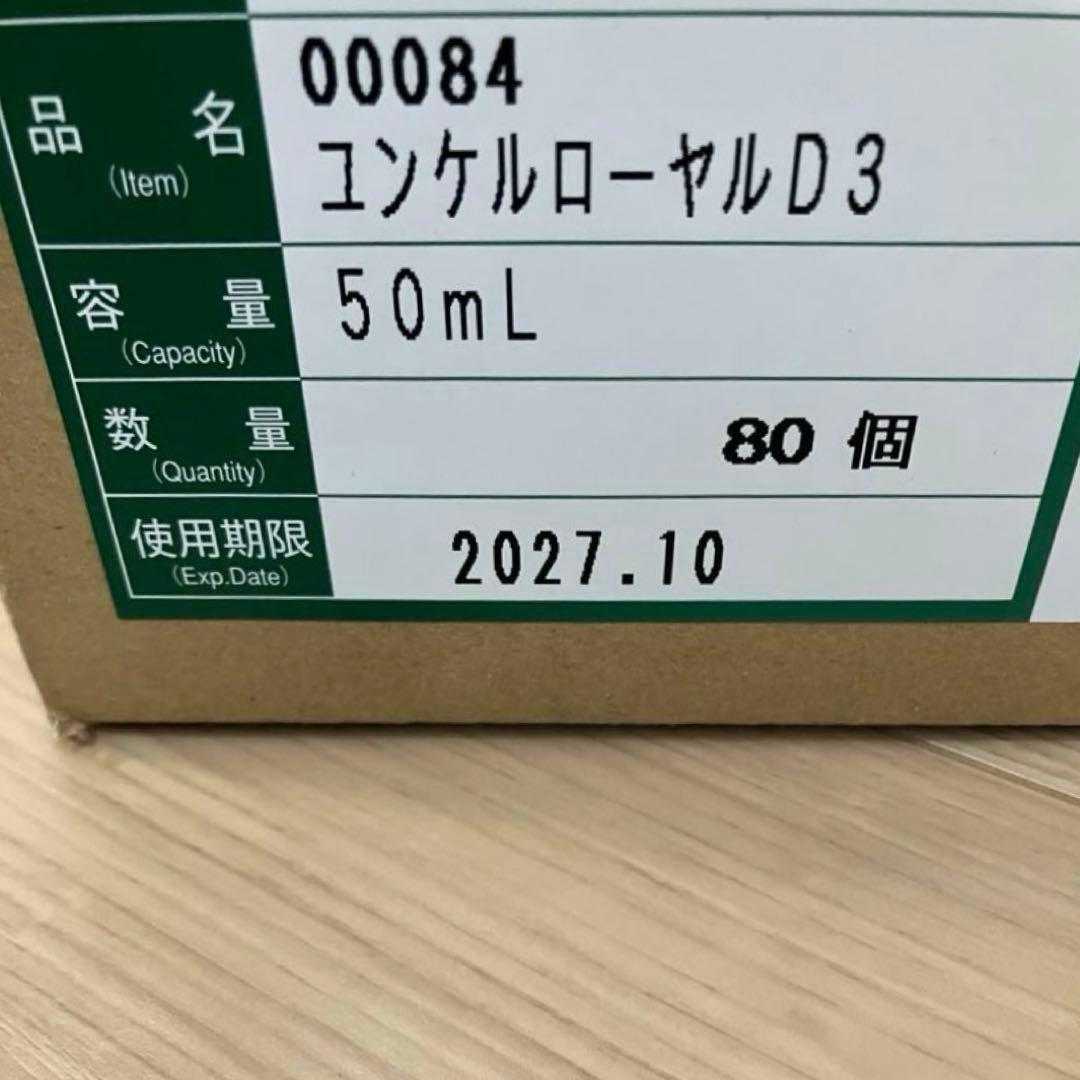 品名 00084
(Item) ユンケルローヤルD3
容量 50mL
(Capacity)
数量 80 個
(Quantity)
使用期限 2027.10
(Exp.Date)